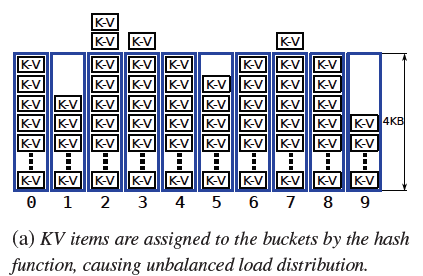 K-V
K-V K-V K-V
K-V K-V K-V K-V K-V K-V K-V
K-V K-V K-V K-V K-V K-V K-V K-V
K-V K-V K-V K-V K-V K-V K-V K-V K-V
K-V K-V K-V K-V K-V K-V K-V K-V K-V K-V 4KB
K-V K-V K-V K-V K-V K-V K-V K-V K-V K-V
K-V K-V K-V K-V K-V K-V K-V K-V K-V K-V
0 1 2 3 4 5 6 7 8 9
(a) KV items are assigned to the buckets by the hash
function, causing unbalanced load distribution.